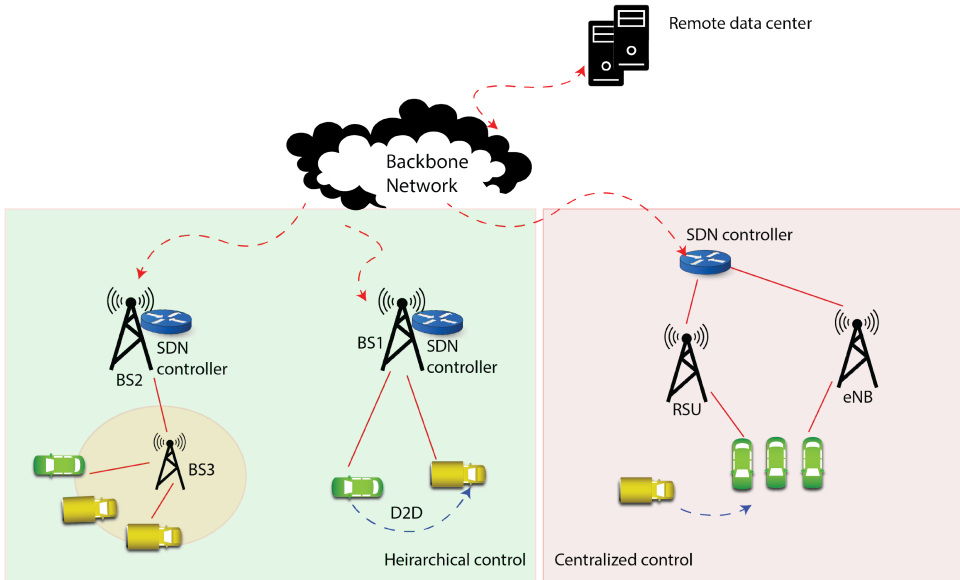 Remote data center
Backbone
Network
SDN controller
BS1
SDN
controller
SDN
controller
BS2
RSU
eNB
BS3
D2D
Heirarchical control
Centralized control